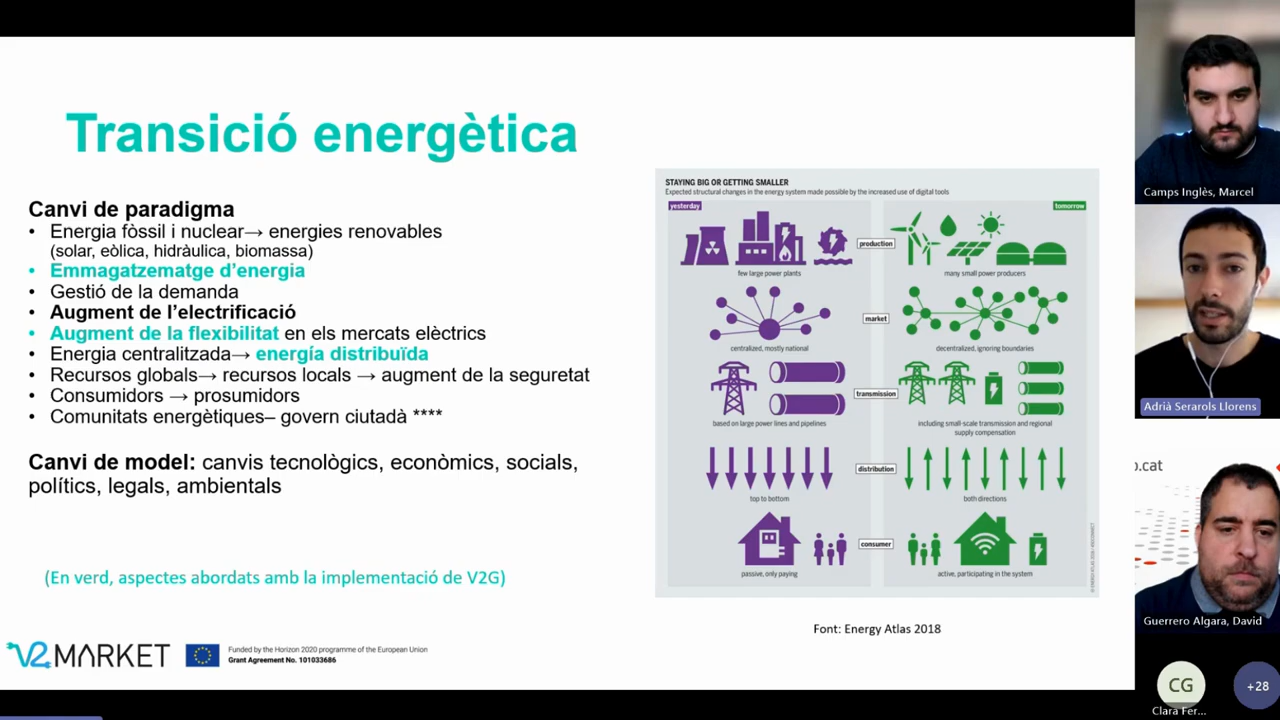 Transició energètica
Canvi de paradigma
• Energia fòssil i nuclear→ energies renovables
(solar, eòlica, hidràulica, biomassa)
• Emmagatzematge d’energia
• Gestió de la demanda
• Augment de l’electrificació
• Augment de la flexibilitat en els mercats elèctrics
• Energia centralitzada→ energía distribuïda
• Recursos globals→ recursos locals → augment de la seguretat
• Consumidors → prosumidors
• Comunitats energètiques– govern ciutadà ****
Canvi de model: canvis tecnològics, econòmics, socials,
polítics, legals, ambientals
(En verd, aspectes abordats amb la implementació de V2G)
V2MARKET
Funded by the Horizon 2020 programme of the European Union
Grant Agreement No. 101033686
STAYING BIG OR GETTING SMALLER
Expected structural changes in the energy system made possible by the increased use of digital tools
yesterday
tomorrow
production
few large power plants
many small power producers
market
centralized, mostly national
decentralized, ignoring boundaries
transmission
based on large power lines and pipelines
including small-scale transmission and regional
supply compensation
distribution
top to bottom
both directions
consumer
passive, only paying
active, participating in the system
Font: Energy Atlas 2018
Camps Inglès, Marcel
Adrià Serarols Llorens
o.cat
Guerrero Algara, David
CG
Clara Fer...
+28